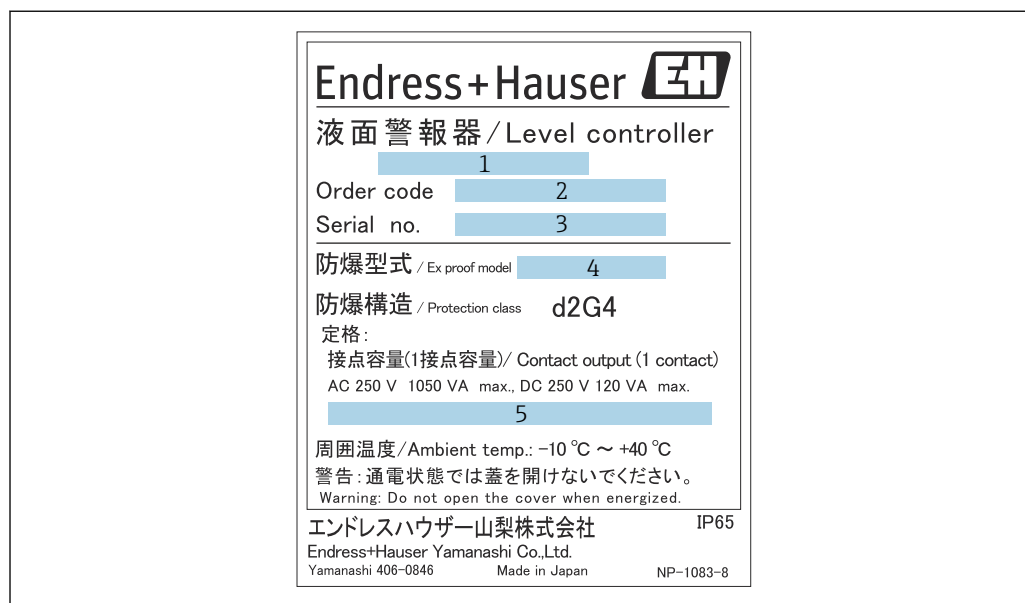 Endress+Hauser EH
液面警報器/Level controller
1
Order code 2
Serial no. 3
防爆型式 / Ex proof model 4
防爆構造 / Protection class d2G4
定格:
接点容量(1接点容量)/ Contact output (1 contact)
AC 250 V 1050 VA max., DC 250 V 120 VA max.
5
周囲温度/Ambient temp.: −10 ℃ ～ +40 ℃
警告:通電状態では蓋を開けないでください。
Warning: Do not open the cover when energized.
エンドレスハウザー山梨株式会社 IP65
Endress+Hauser Yamanashi Co.,Ltd.
Yamanashi 406-0846 Made in Japan NP-1083-8